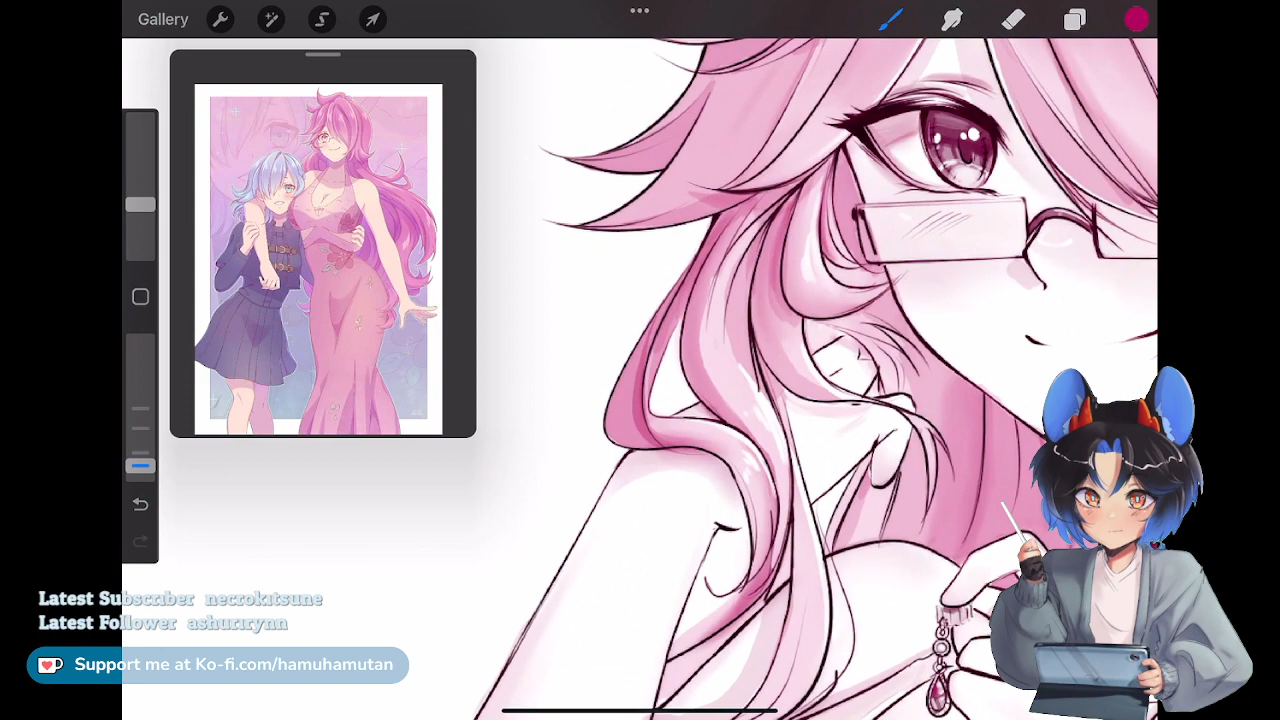 Gallery
Latest Subscriber necrokitsune
Latest Follower ashurirynn
Support me at Ko-fi.com/hamuhamutan